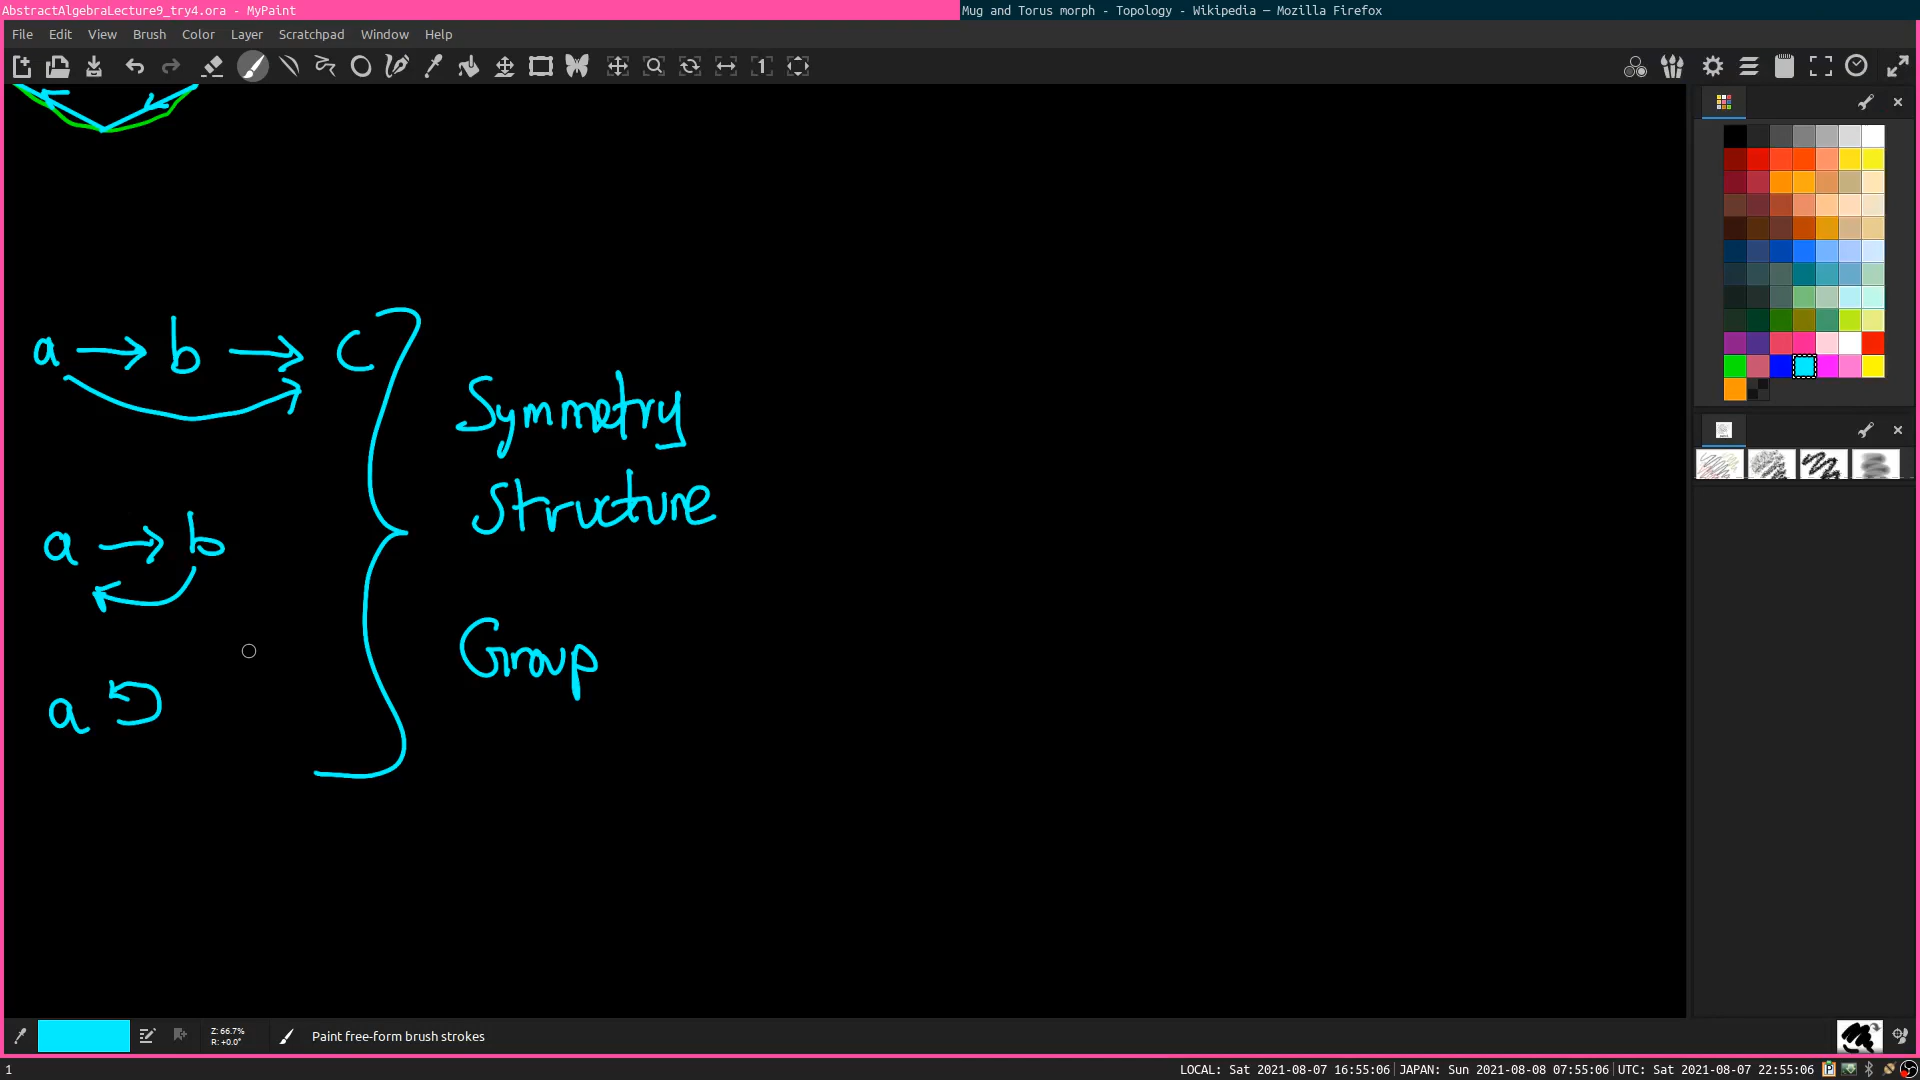 AbstractAlgebraLecture9_try4.ora - MyPaint
Mug and Torus morph - Topology - Wikipedia — Mozilla Firefox
File Edit View Brush Color Layer Scratchpad Window Help
a → b → c
Symmetry
Structure
a → b
Group
a
Z: 66.7%
R: +0.0°
Paint free-form brush strokes
1
LOCAL: Sat 2021-08-07 16:55:06 | JAPAN: Sun 2021-08-08 07:55:06 | UTC: Sat 2021-08-07 22:55:06